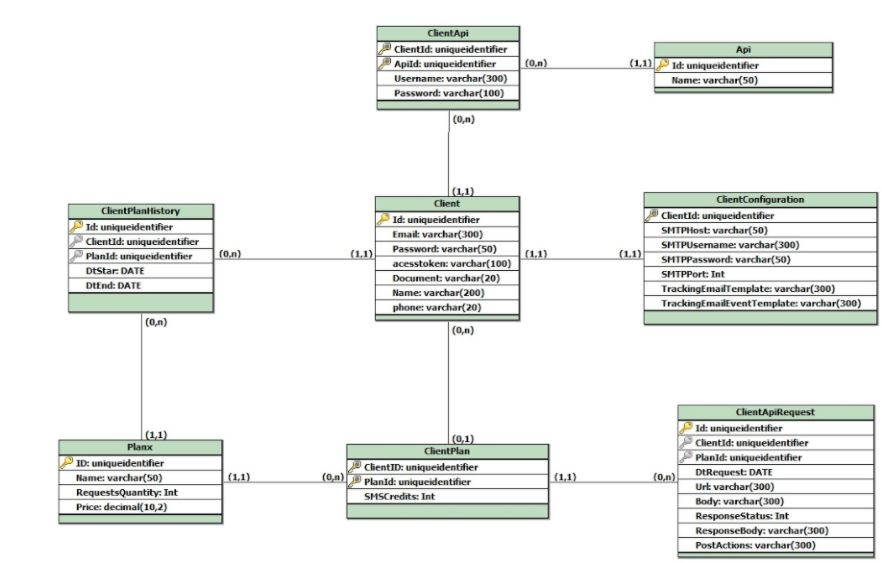 ClientApi
ClientId: uniqueidentifier
ApiId: uniqueidentifier
Username: varchar(300)
Password: varchar(100)
(0,n)
(1,1)
Api
Id: uniqueidentifier
Name: varchar(50)
(0,n)
(1,1)
ClientPlanHistory
Id: uniqueidentifier
ClientId: uniqueidentifier
PlanId: uniqueidentifier
DtStar: DATE
DtEnd: DATE
(0,n)
(1,1)
Client
Id: uniqueidentifier
Email: varchar(300)
Password: varchar(50)
acesstoken: varchar(100)
Document: varchar(20)
Name: varchar(200)
phone: varchar(20)
(1,1)
(1,1)
ClientConfiguration
ClientId: uniqueidentifier
SMTPHost: varchar(50)
SMTPUsername: varchar(300)
SMTPPassword: varchar(50)
SMTPPort: Int
TrackingEmailTemplate: varchar(300)
TrackingEmailEventTemplate: varchar(300)
(0,n)
(0,n)
(1,1)
(0,1)
Planx
ID: uniqueidentifier
Name: varchar(50)
RequestsQuantity: Int
Price: decimal(10,2)
(1,1)
(0,n)
ClientPlan
ClientID: uniqueidentifier
PlanId: uniqueidentifier
SMSCredits: Int
(1,1)
(0,n)
ClientApiRequest
Id: uniqueidentifier
ClientId: uniqueidentifier
PlanId: uniqueidentifier
DtRequest: DATE
Url: varchar(300)
Body: varchar(300)
ResponseStatus: Int
ResponseBody: varchar(300)
PostActions: varchar(300)